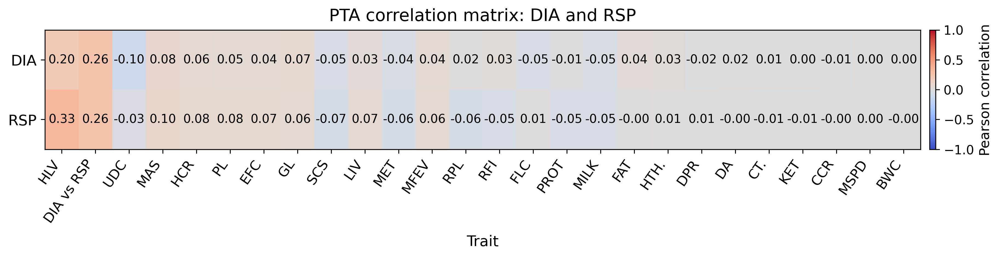 PTA correlation matrix: DIA and RSP
DIA 0.20 0.26 -0.10 0.08 0.06 0.05 0.04 0.07 -0.05 0.03 -0.04 0.04 0.02 0.03 -0.05 -0.01 -0.05 0.04 0.03 -0.02 0.02 0.01 0.00 -0.01 0.00 0.00
RSP 0.33 0.26 -0.03 0.10 0.08 0.08 0.07 0.06 -0.07 0.07 -0.06 0.06 -0.06 -0.05 0.01 -0.05 -0.05 -0.00 0.01 0.01 -0.00 -0.01 -0.01 -0.00 0.00 -0.00
HLV
DIA vs RSP
UDC
MAS
HCR
PL
EFC
GL
SCS
LIV
MET
MFEV
RPL
RFI
FLC
PROT
MILK
FAT
HTH.
DPR
DA
CT.
KET
CCR
MSPD
BWC
Trait
1.0
0.5
0.0
−0.5
−1.0
Pearson correlation